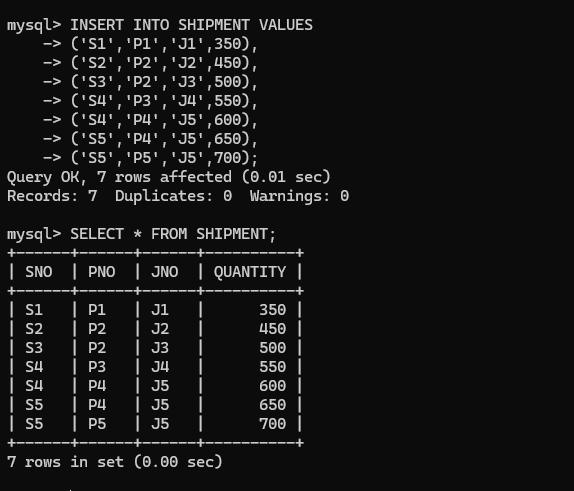 mysql> INSERT INTO SHIPMENT VALUES
    -> ('S1','P1','J1',350),
    -> ('S2','P2','J2',450),
    -> ('S3','P2','J3',500),
    -> ('S4','P3','J4',550),
    -> ('S4','P4','J5',600),
    -> ('S5','P4','J5',650),
    -> ('S5','P5','J5',700);
Query OK, 7 rows affected (0.01 sec)
Records: 7  Duplicates: 0  Warnings: 0

mysql> SELECT * FROM SHIPMENT;
+------+------+------+----------+
| SNO  | PNO  | JNO  | QUANTITY |
+------+------+------+----------+
| S1   | P1   | J1   |      350 |
| S2   | P2   | J2   |      450 |
| S3   | P2   | J3   |      500 |
| S4   | P3   | J4   |      550 |
| S4   | P4   | J5   |      600 |
| S5   | P4   | J5   |      650 |
| S5   | P5   | J5   |      700 |
+------+------+------+----------+
7 rows in set (0.00 sec)